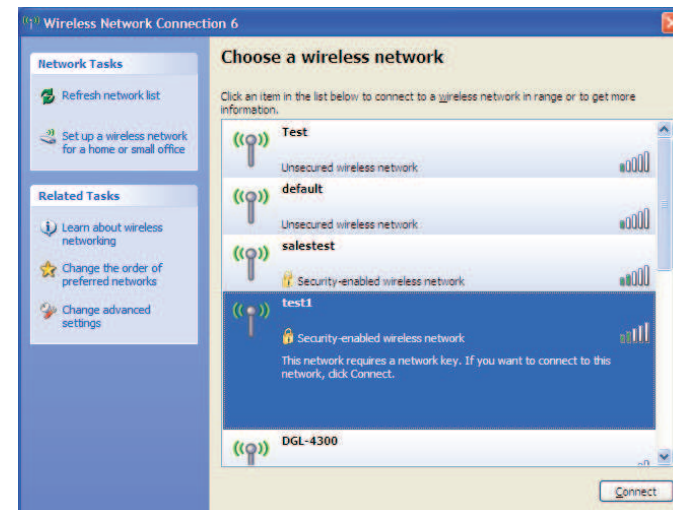 Wireless Network Connection 6
Network Tasks
Refresh network list
Set up a wireless network
for a home or small office
Related Tasks
Learn about wireless
networking
Change the order of
preferred networks
Change advanced
settings
Choose a wireless network
Click an item in the list below to connect to a wireless network in range or to get more
information.
Test
Unsecured wireless network
default
Unsecured wireless network
salestest
Security-enabled wireless network
test1
Security-enabled wireless network
This network requires a network key. If you want to connect to this
network, click Connect.
DGL-4300
Connect